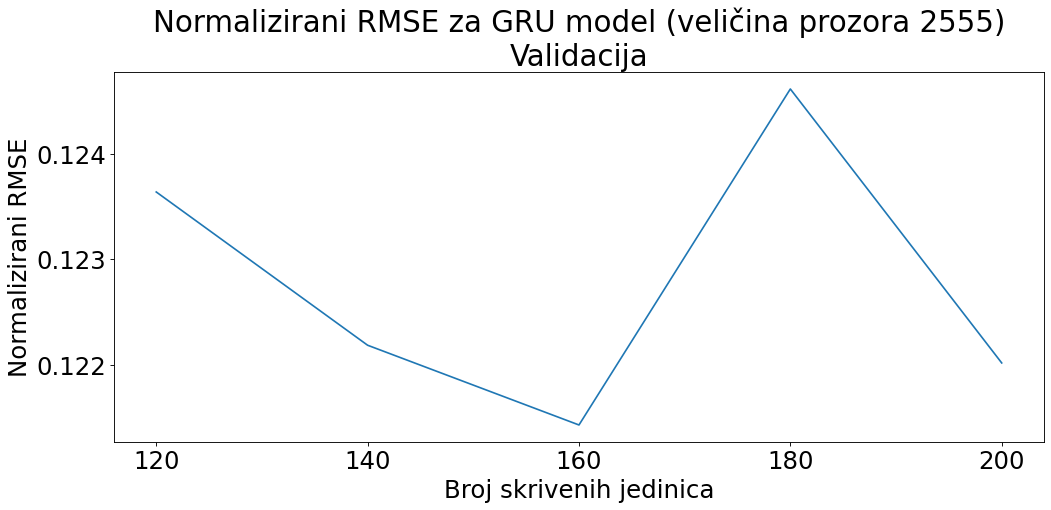 Normalizirani RMSE za GRU model (veličina prozora 2555)
Validacija
Normalizirani RMSE
0.124
0.123
0.122
120 140 160 180 200
Broj skrivenih jedinica